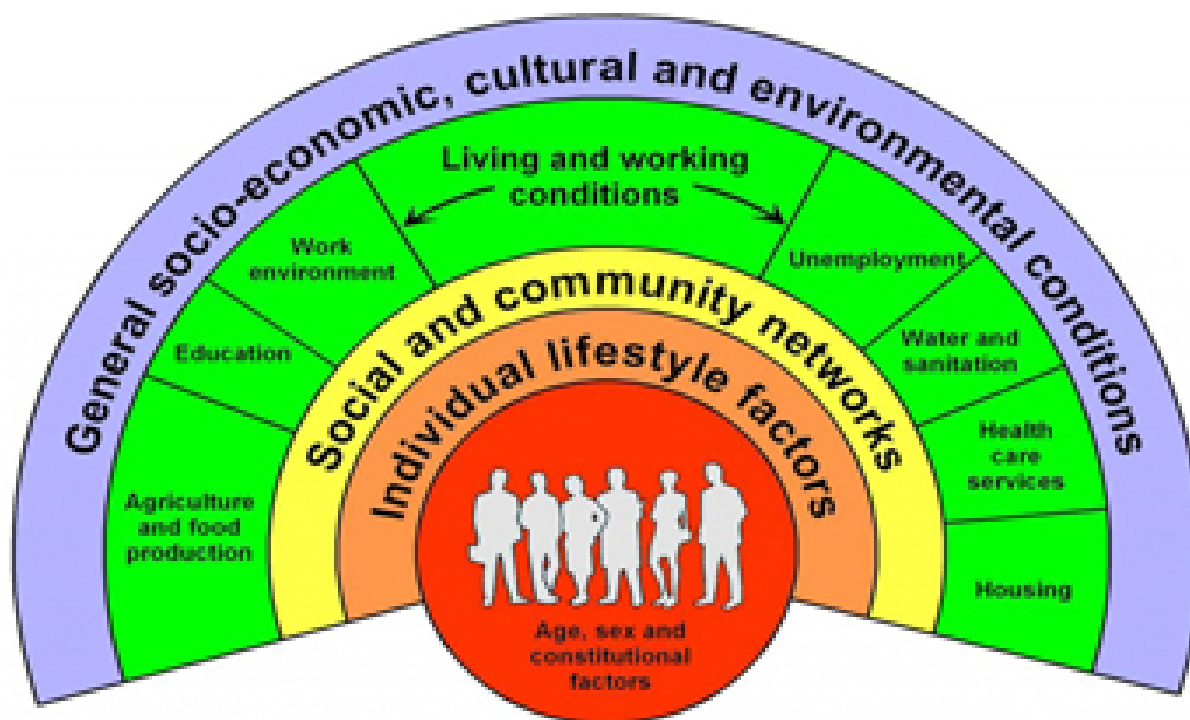 General socio-economic, cultural and environmental conditions
Living and working
conditions
Work
environment
Unemployment
Education
Water and
sanitation
Agriculture
and food
production
Health
care
services
Housing
Social and community networks
Individual lifestyle factors
Age, sex and
constitutional
factors